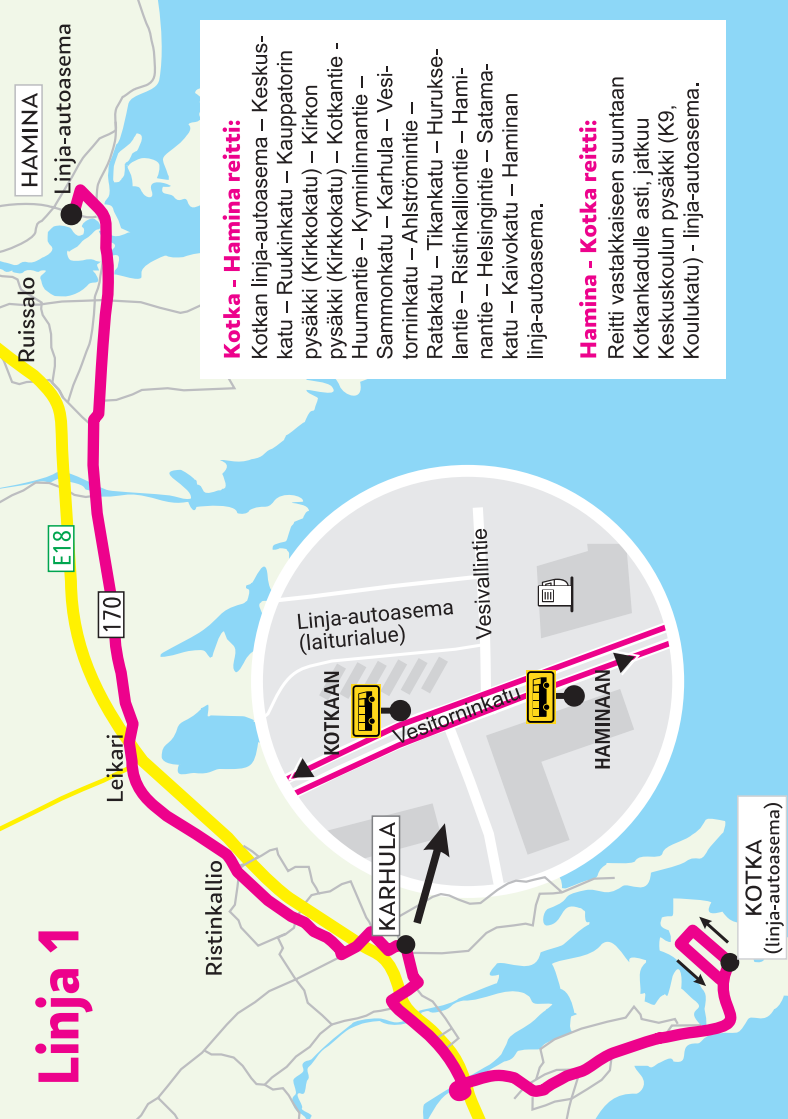 Linja 1
HAMINA
Linja-autoasema
Ruissalo
E18
170
Leikari
Ristinkallio
KARHULA
KOTKA
(linja-autoasema)
Linja-autoasema
(laiturialue)
Vesivallintie
KOTKAAN
Vesitorninkatu
HAMINAAN
Kotka - Hamina reitti:
Kotkan linja-autoasema – Keskus-
katu – Ruukinkatu – Kauppatorin
pysäkki (Kirkkokatu) – Kirkon
pysäkki (Kirkkokatu) – Kotkantie -
Huumantie – Kyminlinnantie –
Sammonkatu – Karhula – Vesi-
torninkatu – Ahlströmintie –
Ratakatu – Tikankatu – Hurukse-
lantie – Ristinkalliontie – Hami-
nantie – Helsingintie – Satama-
katu – Kaivokatu – Haminan
linja-autoasema.
Hamina - Kotka reitti:
Reitti vastakkaiseen suuntaan
Kotkankadulle asti, jatkuu
Keskuskoulun pysäkki (K9,
Koulukatu) - linja-autoasema.